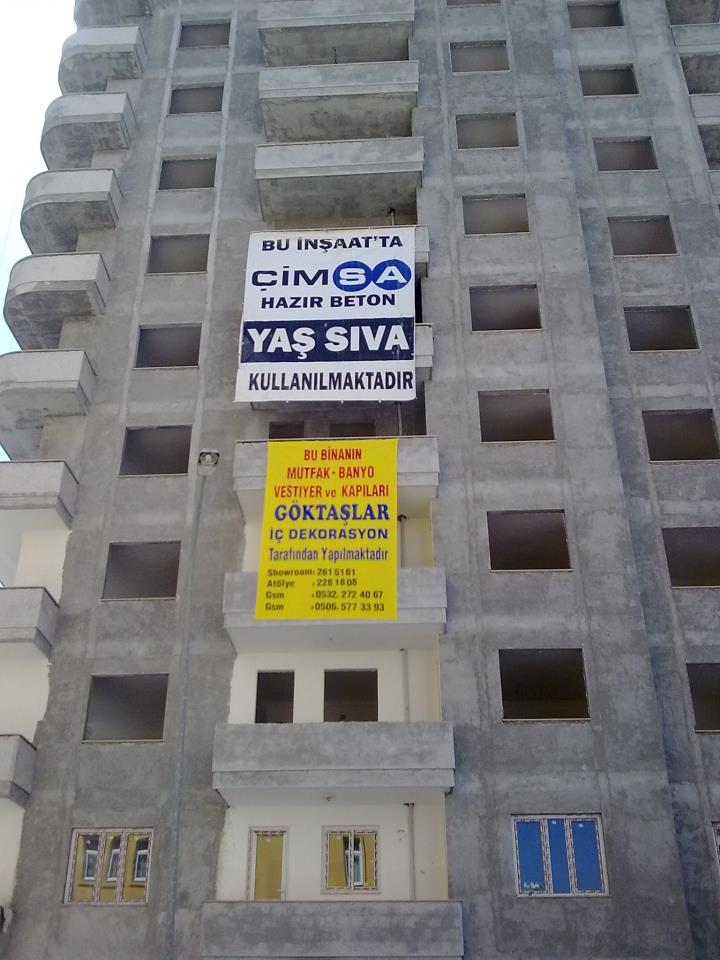 BU İNŞAAT'TA
ÇİMSA
HAZIR BETON
YAŞ SIVA
KULLANILMAKTADIR
BU BİNANIN
MUTFAK - BANYO
VESTİYER ve KAPILARI
GÖKTAŞLAR
İÇ DEKORASYON
Tarafından Yapılmaktadır
Showroom: 261 51 61
Atölye : 228 18 08
Gsm : 0532. 272 40 67
Gsm : 0506. 577 33 93